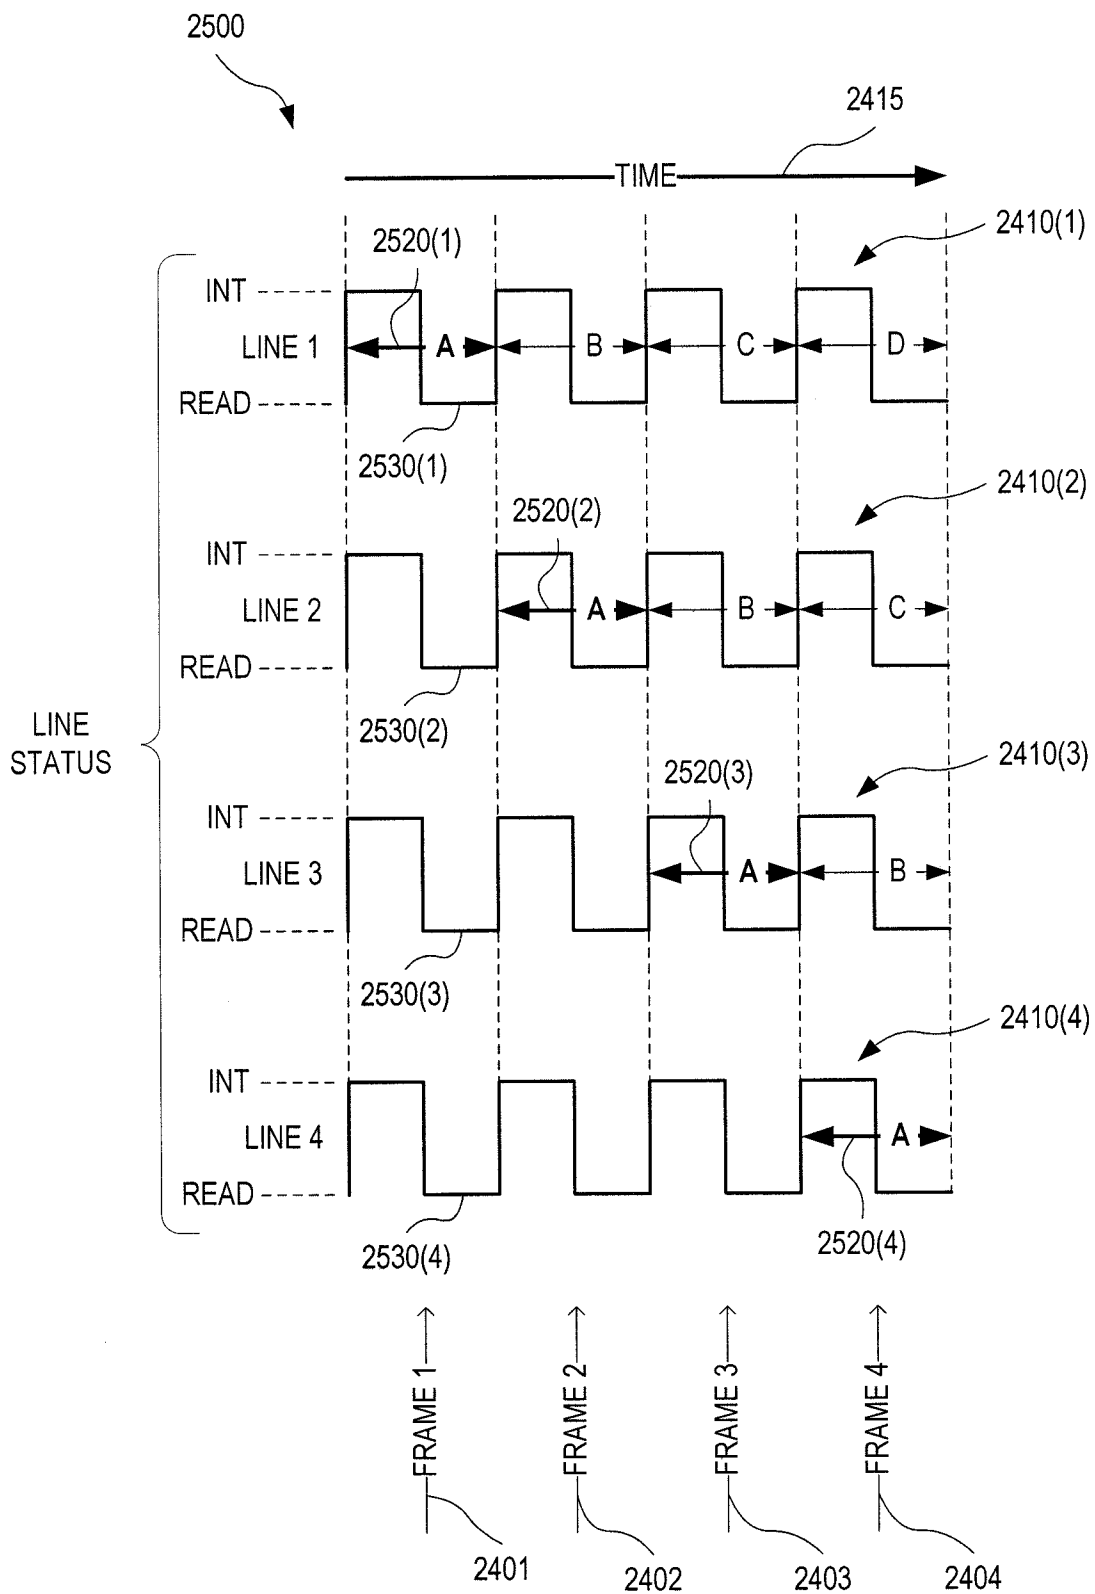 2500
2415
TIME
2520(1)
2410(1)
INT
LINE 1
A
B
C
D
READ
2530(1)
2520(2)
2410(2)
INT
LINE 2
A
B
C
READ
2530(2)
LINE
STATUS
2520(3)
2410(3)
INT
LINE 3
A
B
READ
2530(3)
2410(4)
INT
LINE 4
A
READ
2530(4)
2520(4)
FRAME 1
FRAME 2
FRAME 3
FRAME 4
2401
2402
2403
2404